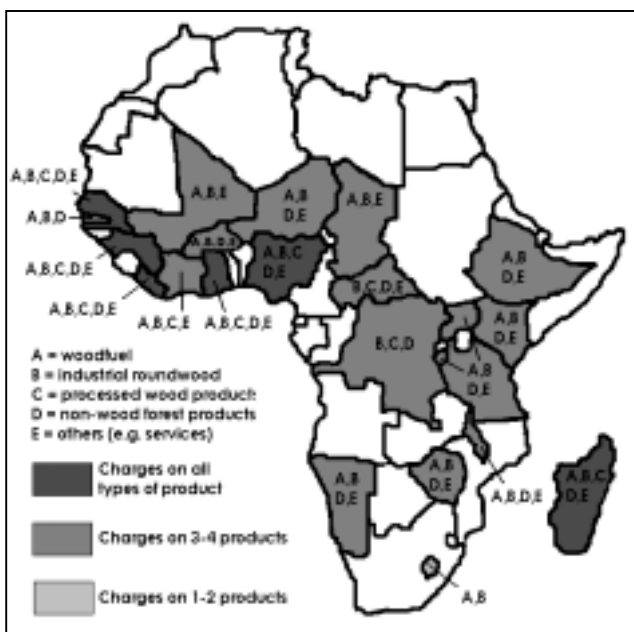 A,B,C,D,E
A,B,D
A,B,C,D,E
A,B,C,D,E
A,B,C,E
A,B,C,D,E
A,B,E
A,B
D,E
A,B,E
A,B,D,E
A,B,C
D,E
B,C,D,E
A,B
D,E
A,B
D,E
B,C,D
A,B
D,E
A,B
D,E
A,B
D,E
A,B,D,E
A,B,C
D,E
A,B
A = woodfuel
B = industrial roundwood
C = processed wood products
D = non-wood forest products
E = others (e.g. services)
Charges on all
types of product
Charges on 3-4 products
Charges on 1-2 products